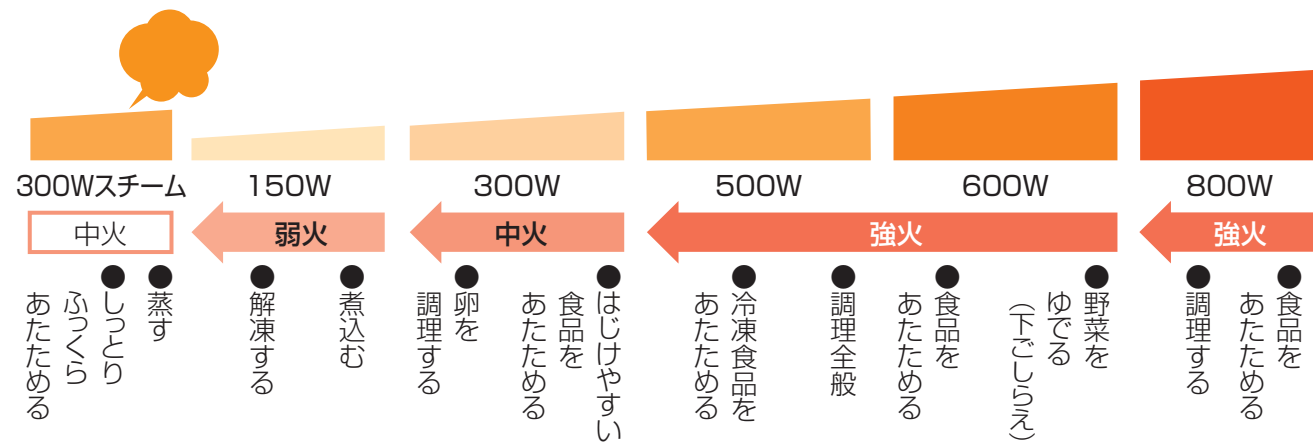 300Wスチーム
150W
300W
500W
600W
800W
中火
弱火
中火
強火
強火
●蒸す
●しっとり
ふっくら
あたためる
●煮込む
●解凍する
●はじけやすい
食品を
あたためる
●卵を
調理する
●調理全般
●冷凍食品を
あたためる
●野菜を
ゆでる
(下ごしらえ)
●食品を
あたためる
●食品を
あたためる
●調理する